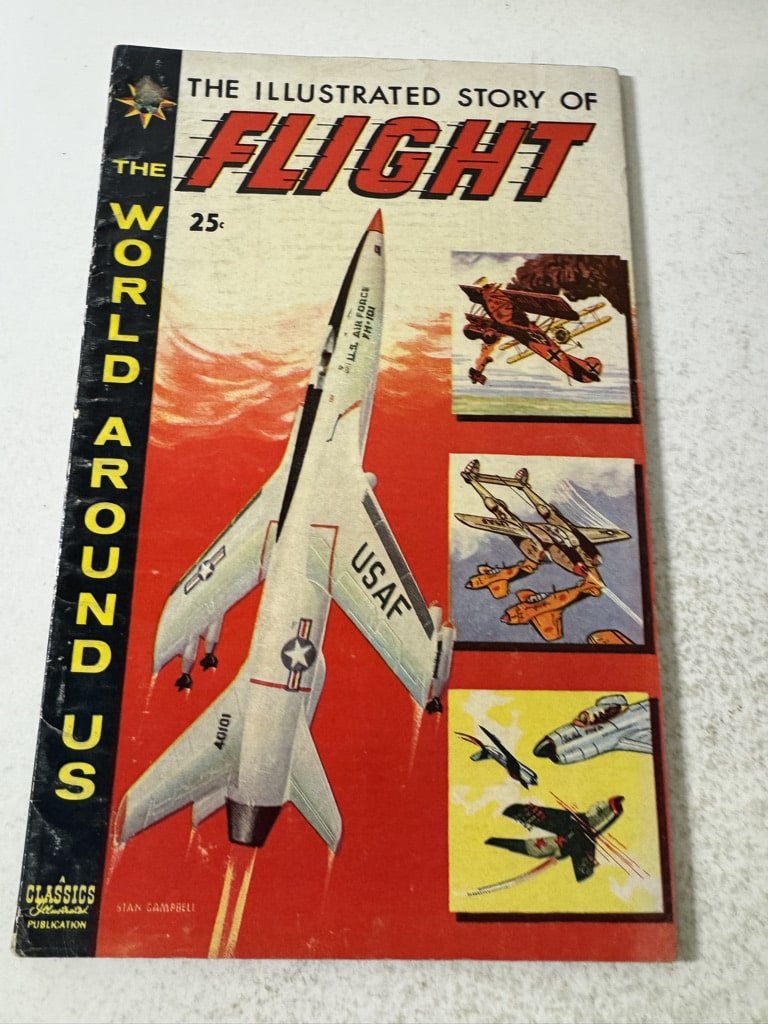 THE ILLUSTRATED STORY OF
FLIGHT
25¢
THE WORLD AROUND US
U.S. AIR FORCE
FH-101
USAF
40101
STAN CAMPBELL
A
CLASSICS
Illustrated
PUBLICATION